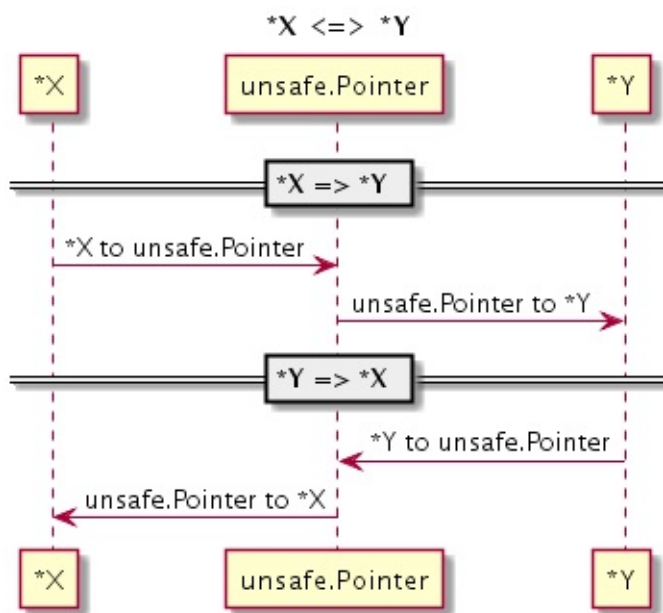 *X <=> *Y
*X unsafe.Pointer *Y
*X => *Y
*X to unsafe.Pointer
unsafe.Pointer to *Y
*Y => *X
*Y to unsafe.Pointer
unsafe.Pointer to *X
*X unsafe.Pointer *Y